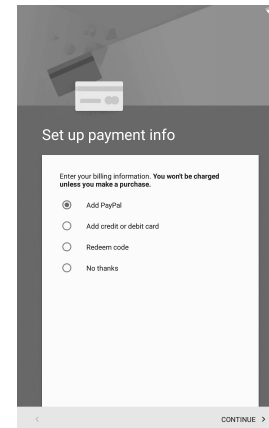 Set up payment info
Enter your billing information. You won't be charged
unless you make a purchase.
Add PayPal
Add credit or debit card
Redeem code
No thanks
CONTINUE